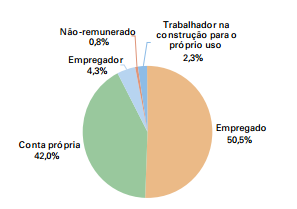 Não-remunerado
0,8%
Trabalhador na
construção para o
próprio uso
2,3%
Empregador
4,3%
Conta própria
42,0%
Empregado
50,5%